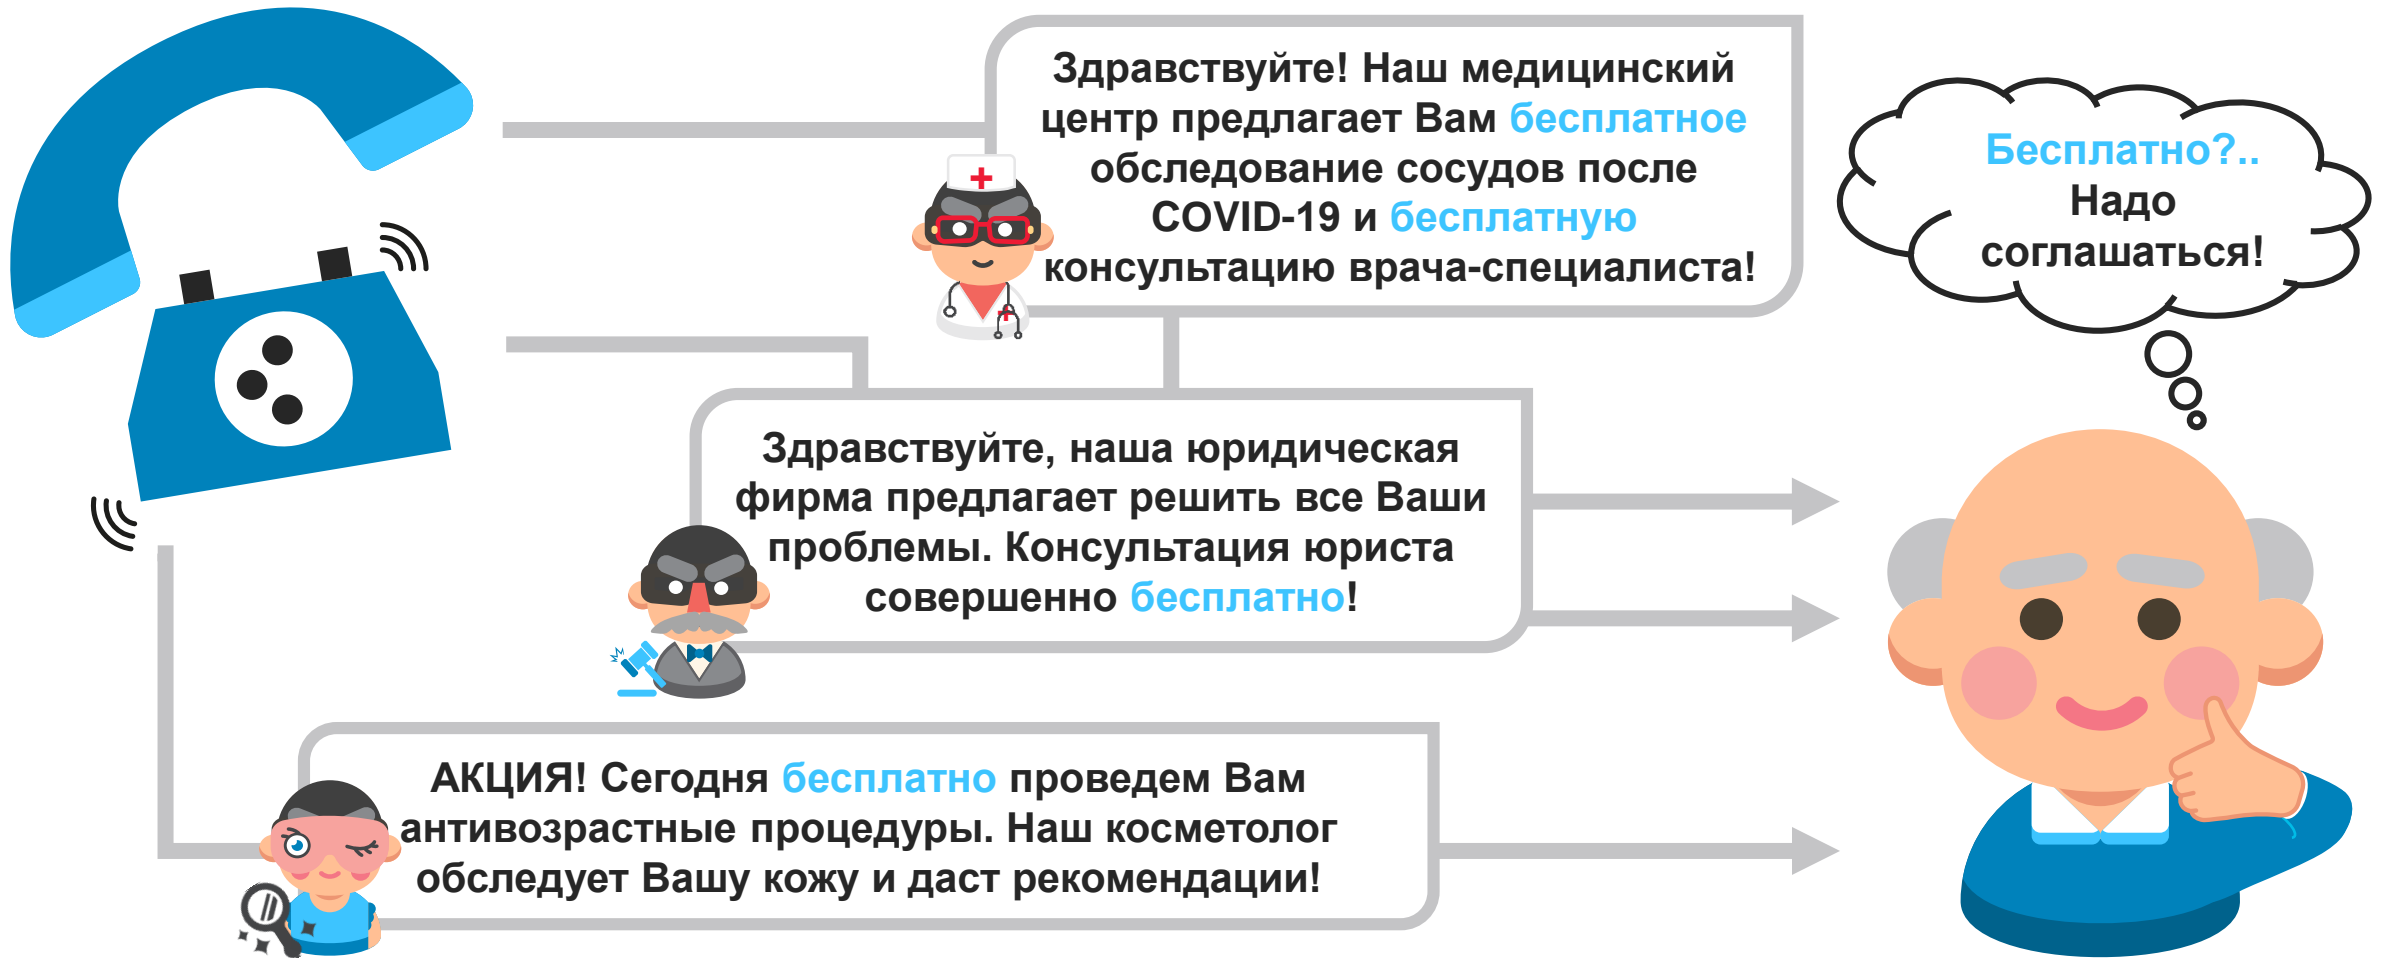 Здравствуйте! Наш медицинский
центр предлагает Вам бесплатное
обследование сосудов после
COVID-19 и бесплатную
консультацию врача-специалиста!
Бесплатно?..
Надо
соглашаться!
Здравствуйте, наша юридическая
фирма предлагает решить все Ваши
проблемы. Консультация юриста
совершенно бесплатно!
АКЦИЯ! Сегодня бесплатно проведем Вам
антивозрастные процедуры. Наш косметолог
обследует Вашу кожу и даст рекомендации!